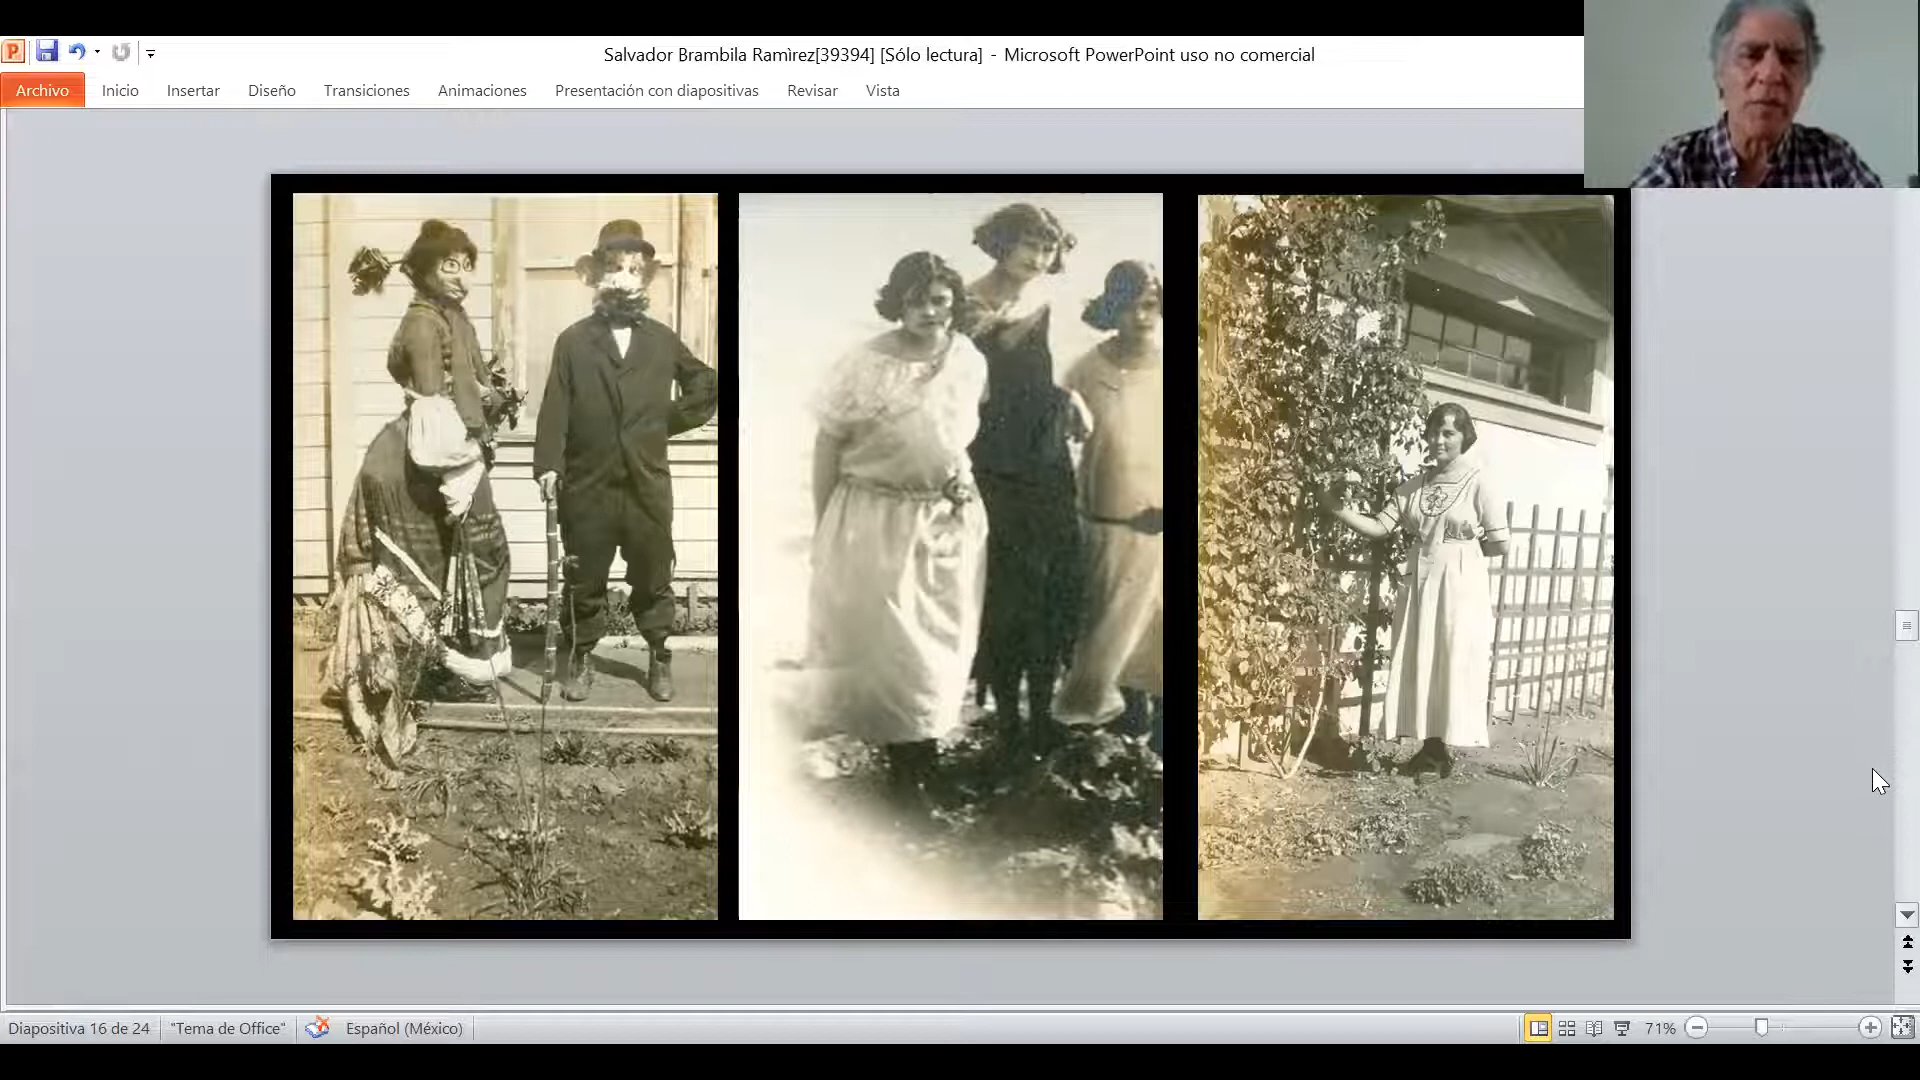 Salvador Brambila Ramìrez[39394] [Sólo lectura] - Microsoft PowerPoint uso no comercial
Archivo Inicio Insertar Diseño Transiciones Animaciones Presentación con diapositivas Revisar Vista
Diapositiva 16 de 24 "Tema de Office" Español (México) 71%